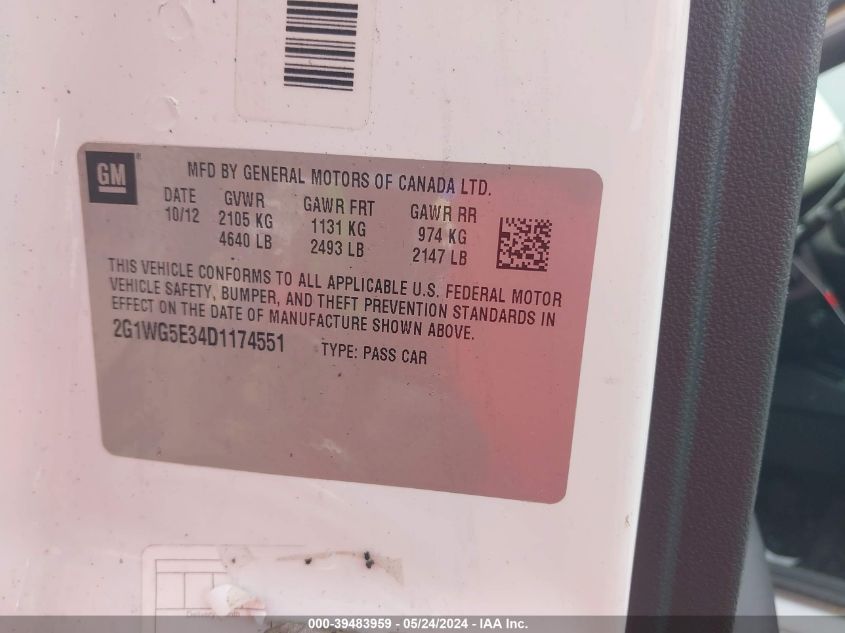 GM
MFD BY GENERAL MOTORS OF CANADA LTD.
DATE GVWR GAWR FRT GAWR RR
10/12 2105 KG 1131 KG 974 KG
4640 LB 2493 LB 2147 LB
THIS VEHICLE CONFORMS TO ALL APPLICABLE U.S. FEDERAL MOTOR
VEHICLE SAFETY, BUMPER, AND THEFT PREVENTION STANDARDS IN
EFFECT ON THE DATE OF MANUFACTURE SHOWN ABOVE.
2G1WG5E34D1174551 TYPE: PASS CAR
000-39483959 - 05/24/2024 - IAA Inc.